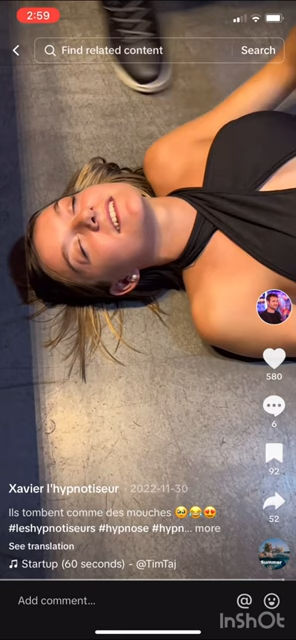 2:59
Find related content
Search
580
6
92
52
Xavier l'hypnotiseur · 2022-11-30
Ils tombent comme des mouches 🥹😂😍
#leshypnotiseurs #hypnose #hypn... more
See translation
Startup (60 seconds) - @TimTaj
Summer
Add comment...
@
InShOt